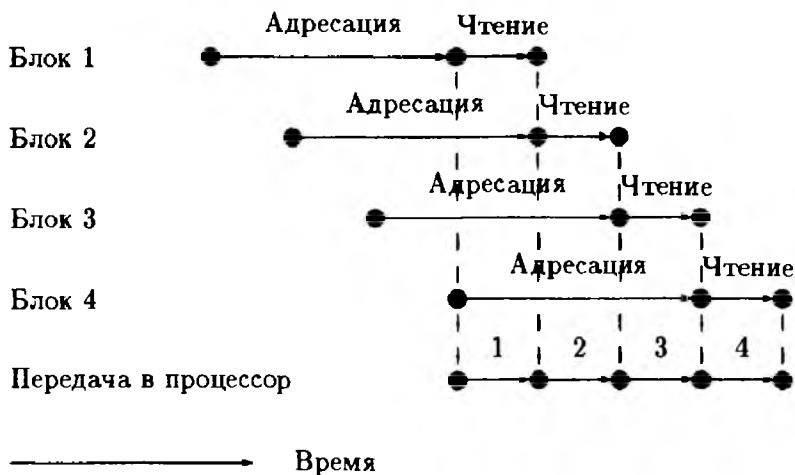 Адресация Чтение
Блок 1
Адресация Чтение
Блок 2
Адресация Чтение
Блок 3
Адресация Чтение
Блок 4
1 2 3 4
Передача в процессор
Время